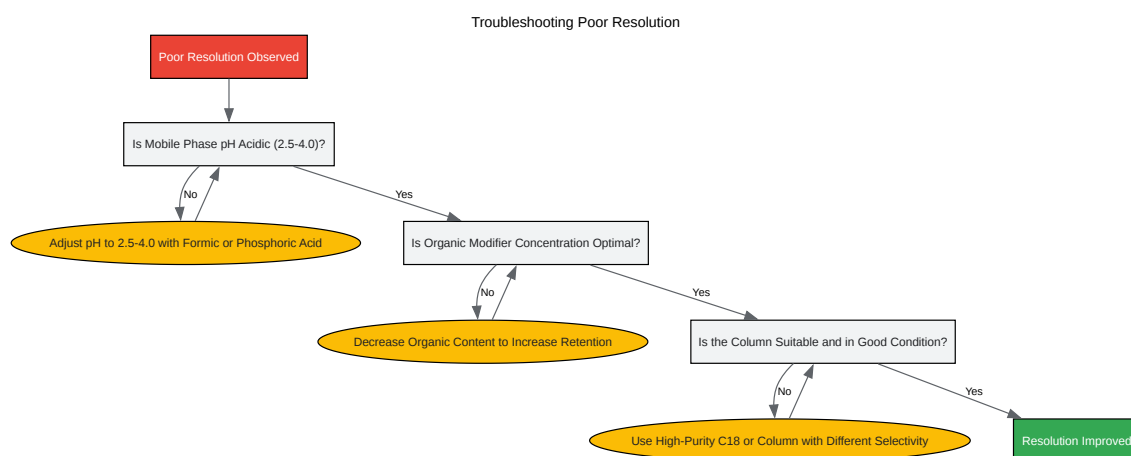 Troubleshooting Poor Resolution
Poor Resolution Observed
Is Mobile Phase pH Acidic (2.5-4.0)?
No
Yes
Adjust pH to 2.5-4.0 with Formic or Phosphoric Acid
Is Organic Modifier Concentration Optimal?
No
Yes
Decrease Organic Content to Increase Retention
Is the Column Suitable and in Good Condition?
No
Yes
Use High-Purity C18 or Column with Different Selectivity
Resolution Improved